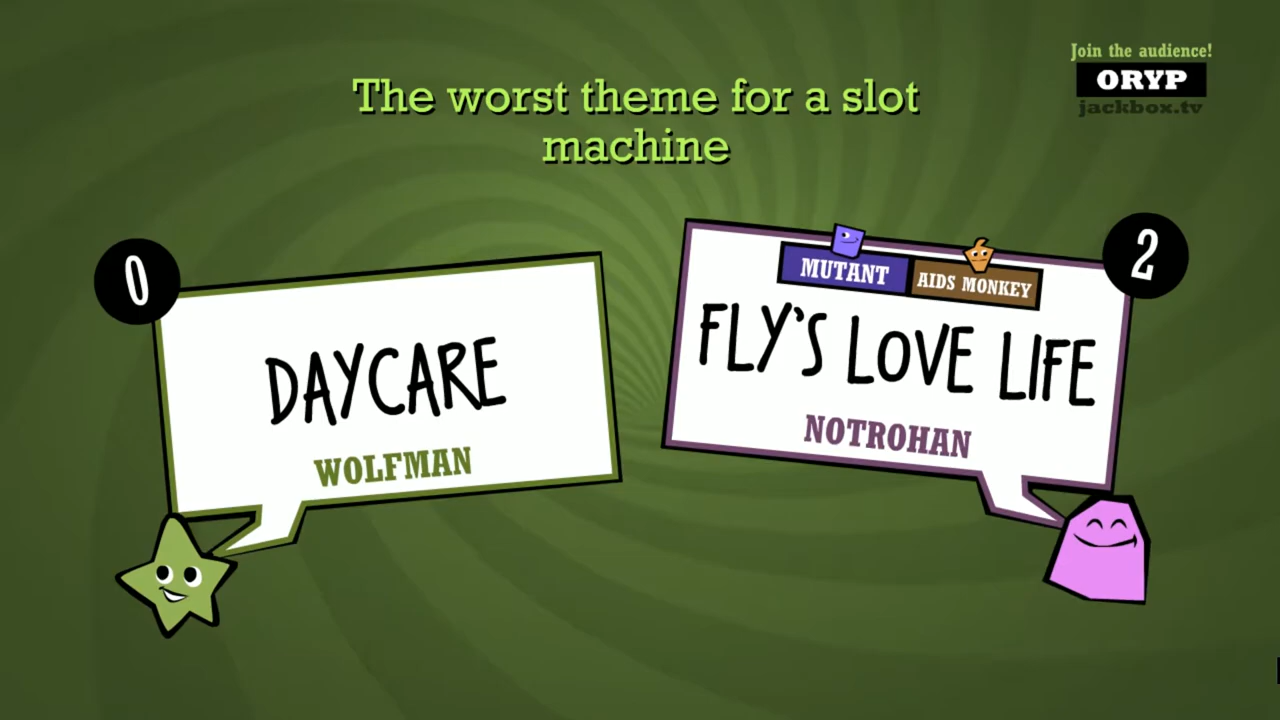 Join the audience!
ORYP
jackbox.tv
The worst theme for a slot
machine
0
DAYCARE
WOLFMAN
2
MUTANT
AIDS MONKEY
FLY'S LOVE LIFE
NOTROHAN